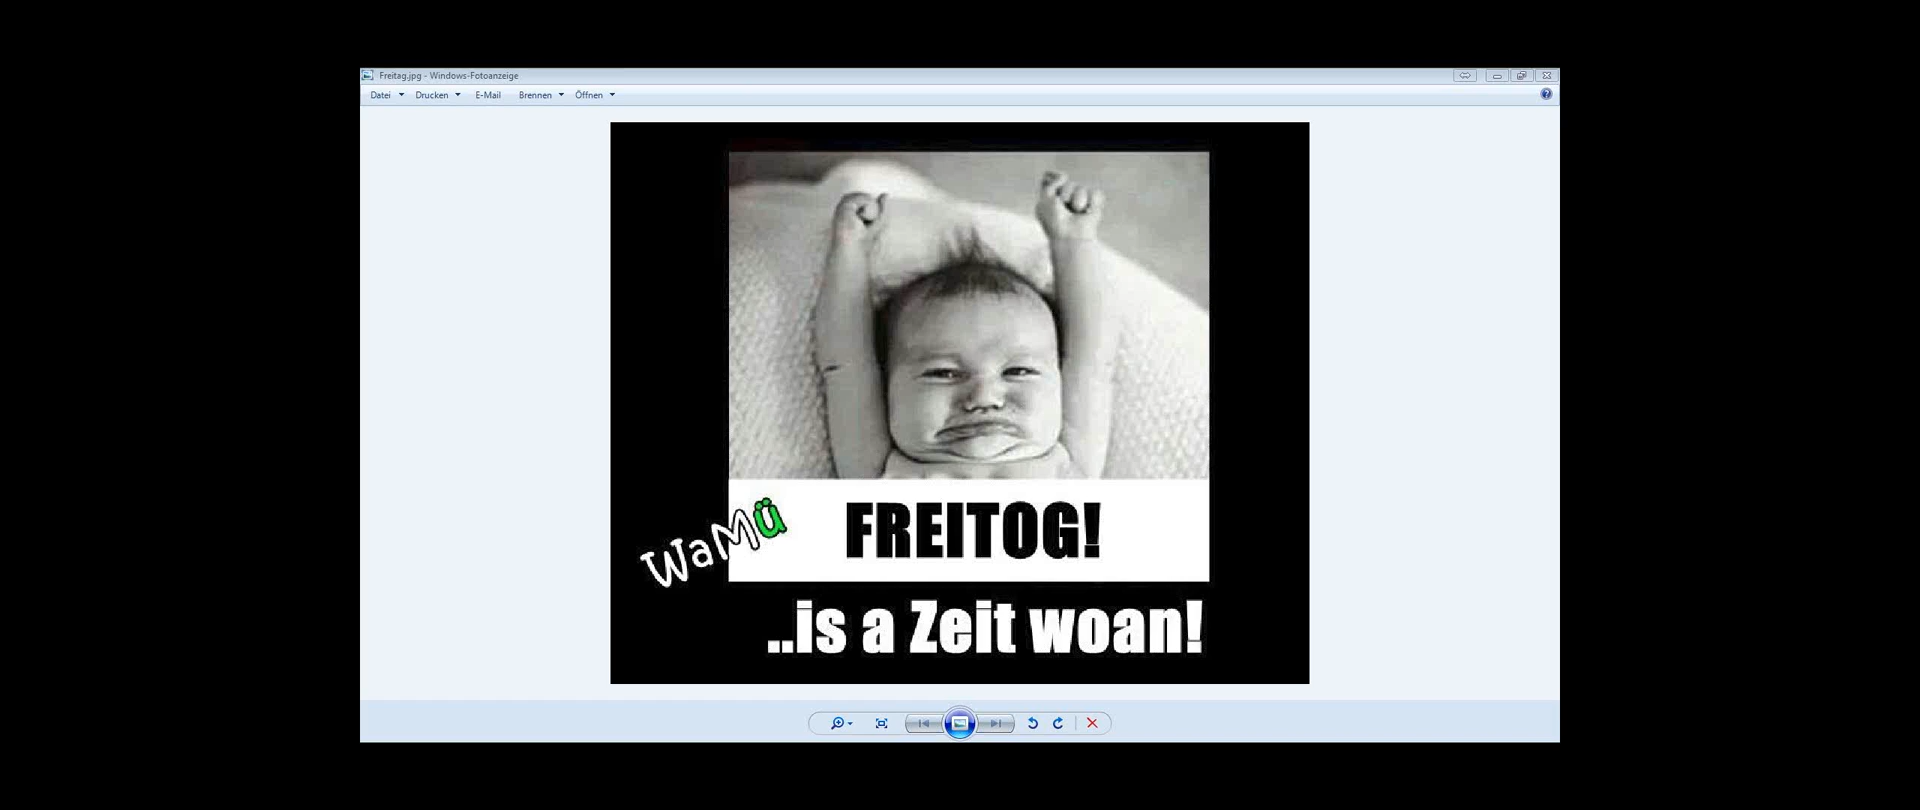 Freitag.jpg - Windows-Fotoanzeige
Datei Drucken E-Mail Brennen Öffnen
WaMü
FREITOG!
..is a Zeit woan!